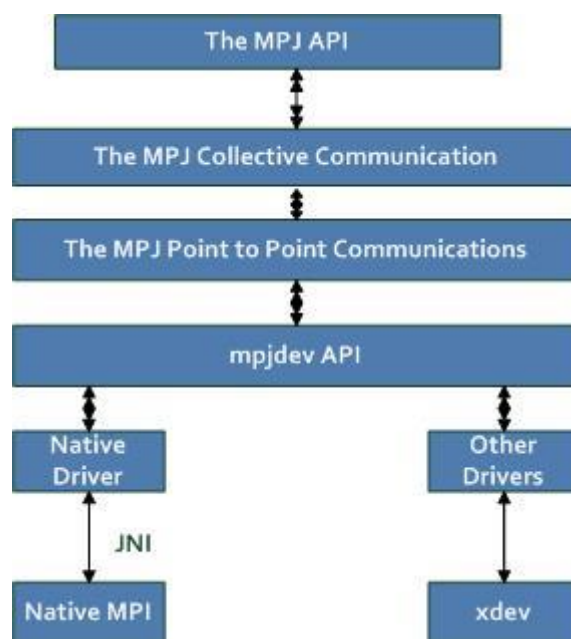 The MPJ API
The MPJ Collective Communication
The MPJ Point to Point Communications
mpjdev API
Native
Driver
Other
Drivers
JNI
Native MPI
xdev